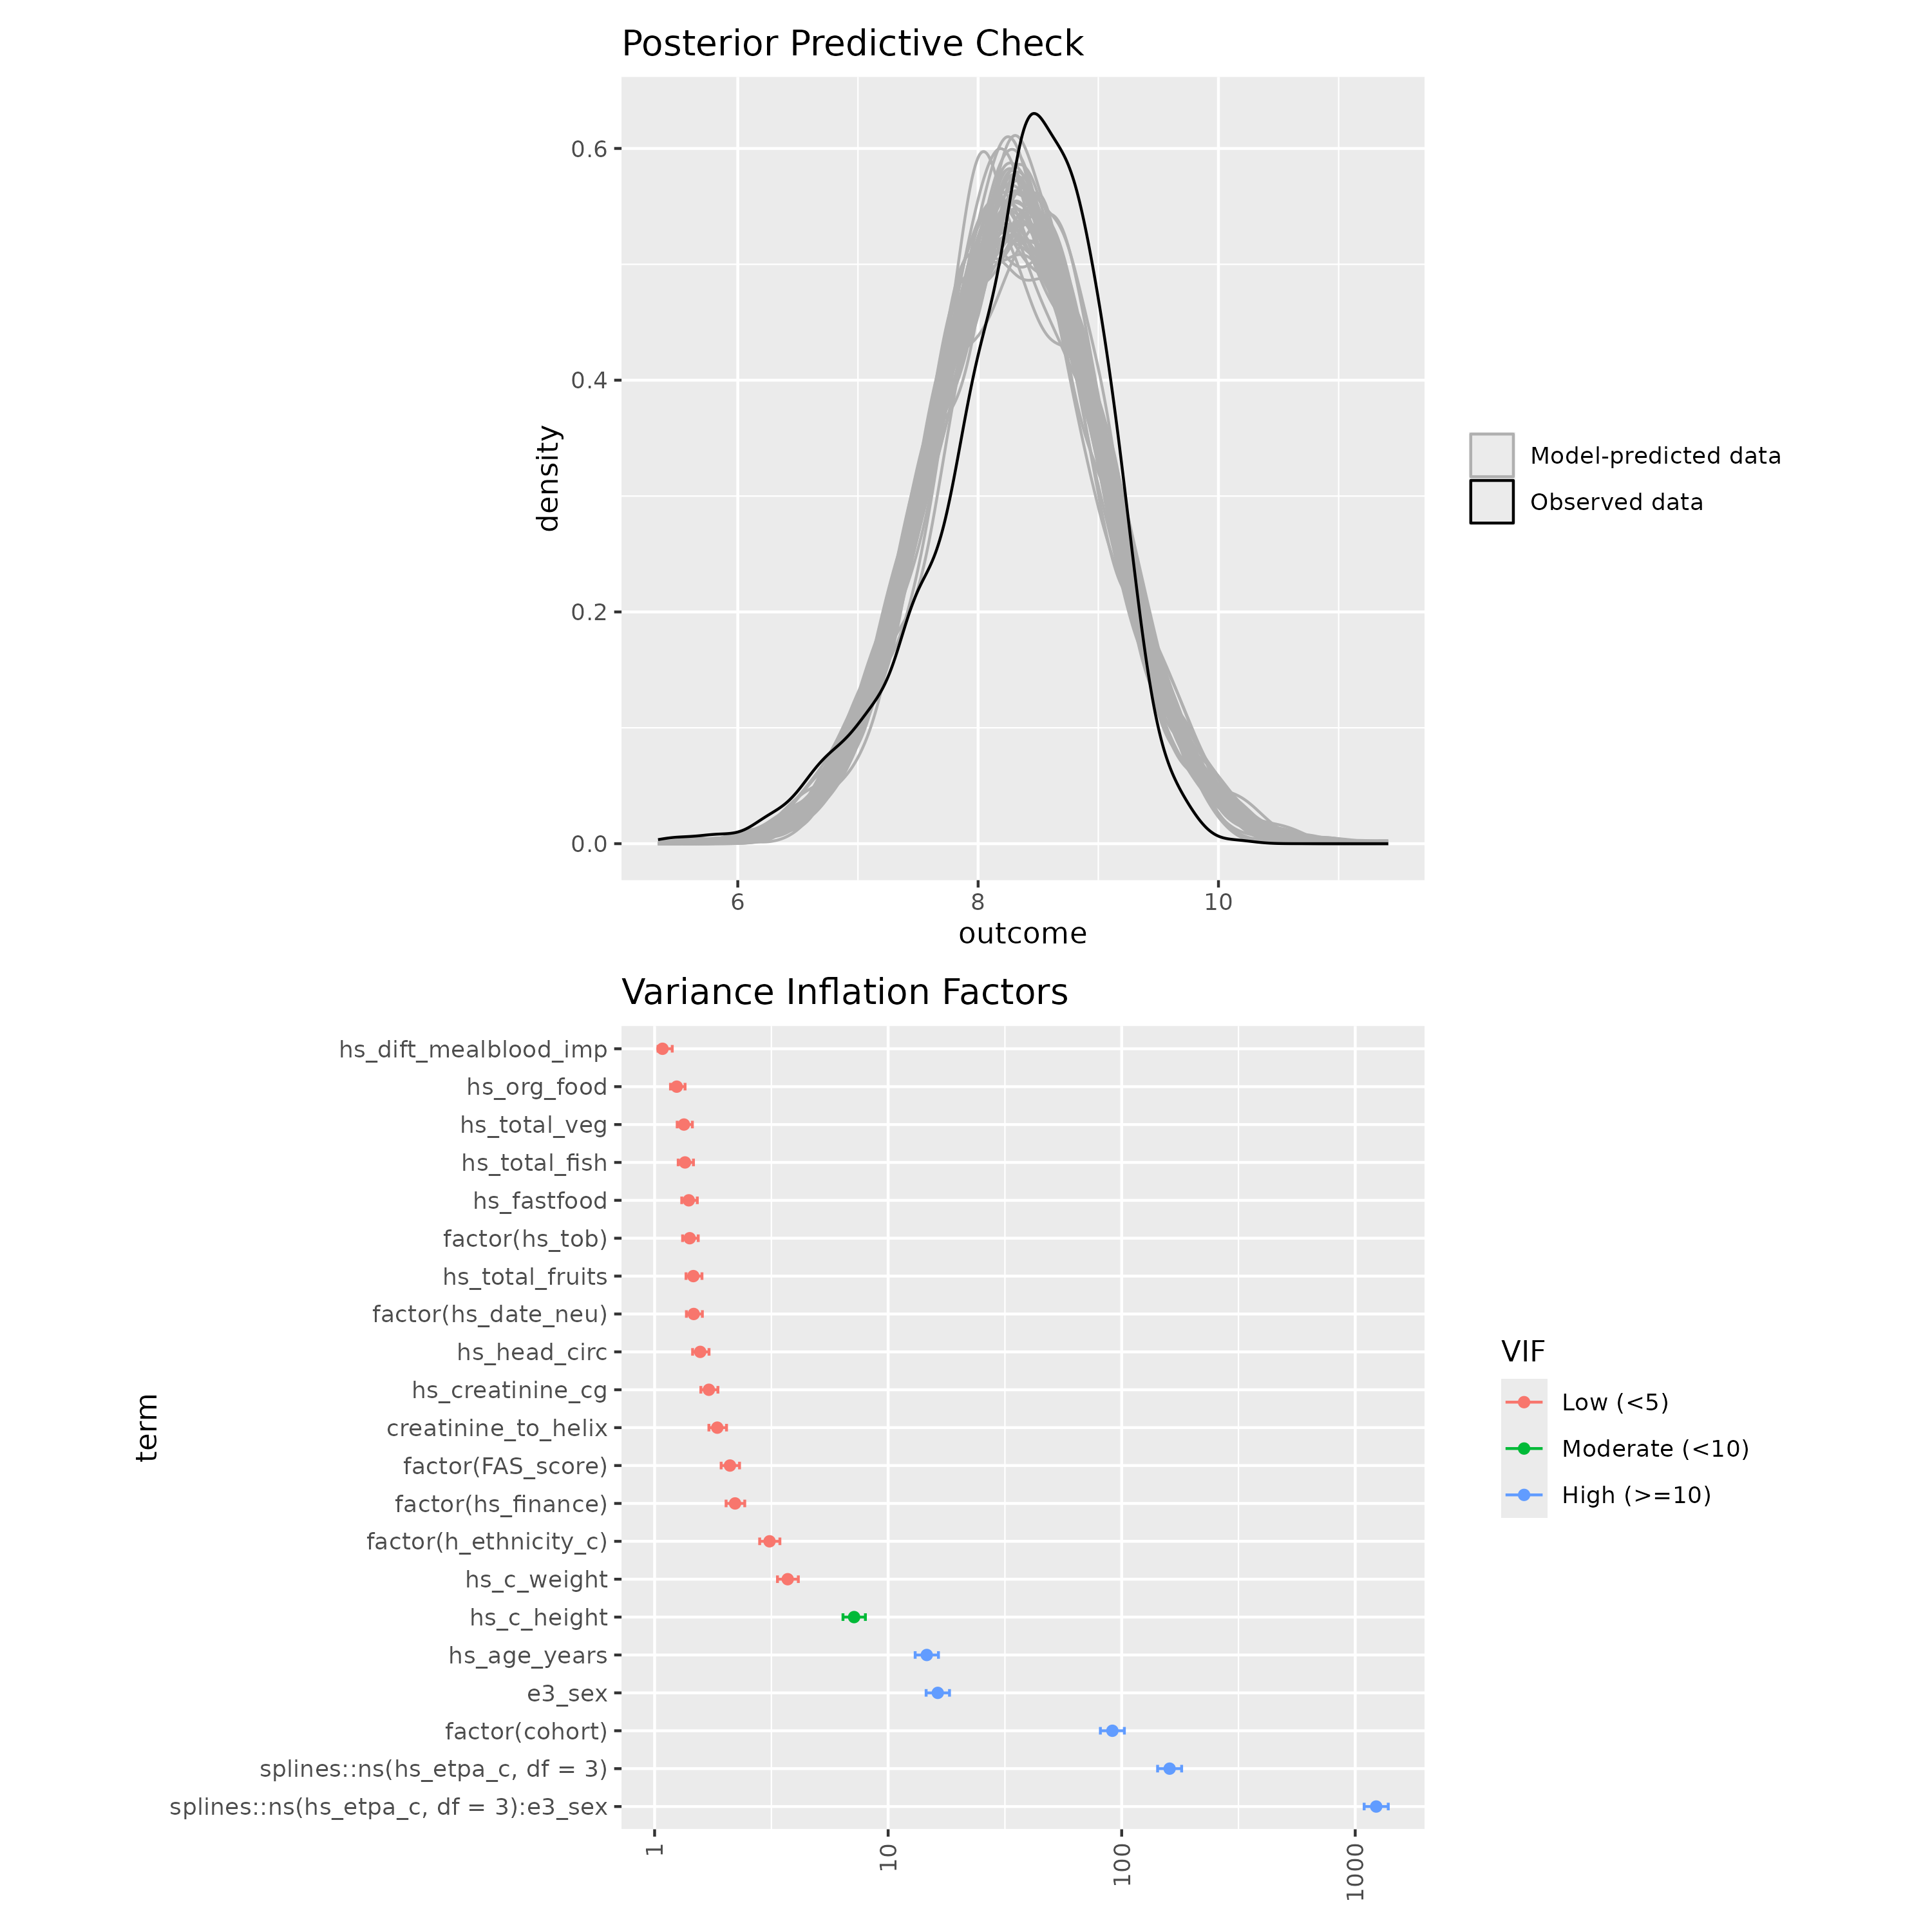 Posterior Predictive Check
0.6
0.4
0.2
0.0
density
6
8
10
outcome
Model-predicted data
Observed data
Variance Inflation Factors
term
hs_dift_mealblood_imp
hs_org_food
hs_total_veg
hs_total_fish
hs_fastfood
factor(hs_tob)
hs_total_fruits
factor(hs_date_neu)
hs_head_circ
hs_creatinine_cg
creatinine_to_helix
factor(FAS_score)
factor(hs_finance)
factor(h_ethnicity_c)
hs_c_weight
hs_c_height
hs_age_years
e3_sex
factor(cohort)
splines::ns(hs_etpa_c, df = 3)
splines::ns(hs_etpa_c, df = 3):e3_sex
1
10
100
1000
VIF
Low (<5)
Moderate (<10)
High (>=10)